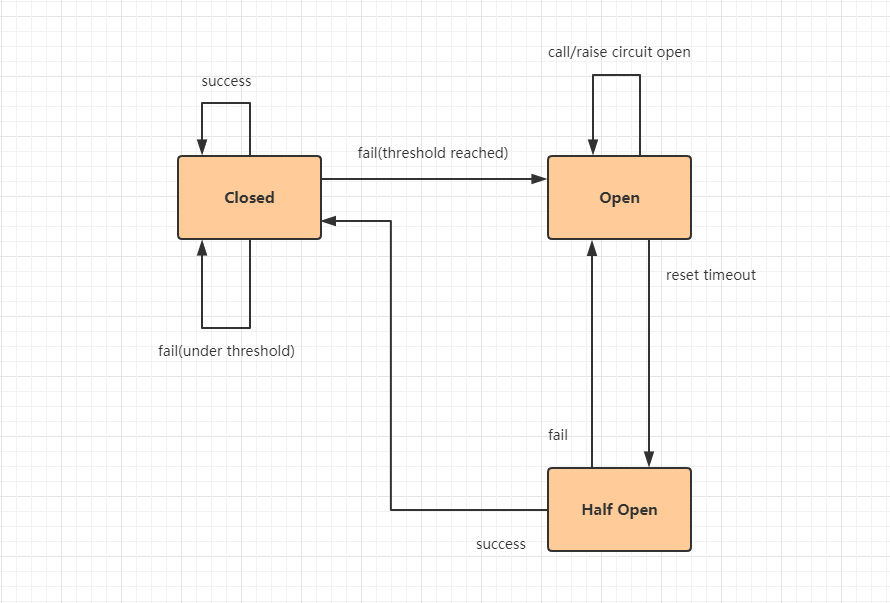 call/raise circuit open
success
fail(threshold reached)
Closed
Open
reset timeout
fail(under threshold)
fail
Half Open
success